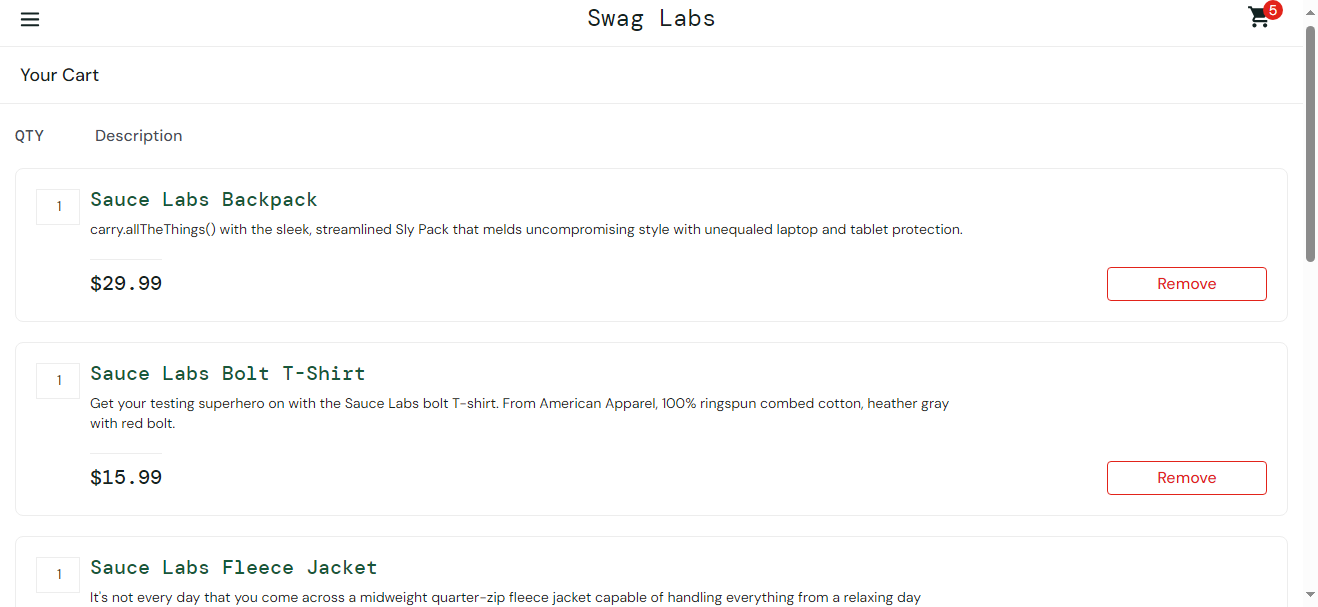 Swag Labs
5
Your Cart
QTY Description
1
Sauce Labs Backpack
carry.allTheThings() with the sleek, streamlined Sly Pack that melds uncompromising style with unequaled laptop and tablet protection.
$29.99
Remove
1
Sauce Labs Bolt T-Shirt
Get your testing superhero on with the Sauce Labs bolt T-shirt. From American Apparel, 100% ringspun combed cotton, heather gray
with red bolt.
$15.99
Remove
1
Sauce Labs Fleece Jacket
It's not every day that you come across a midweight quarter-zip fleece jacket capable of handling everything from a relaxing day